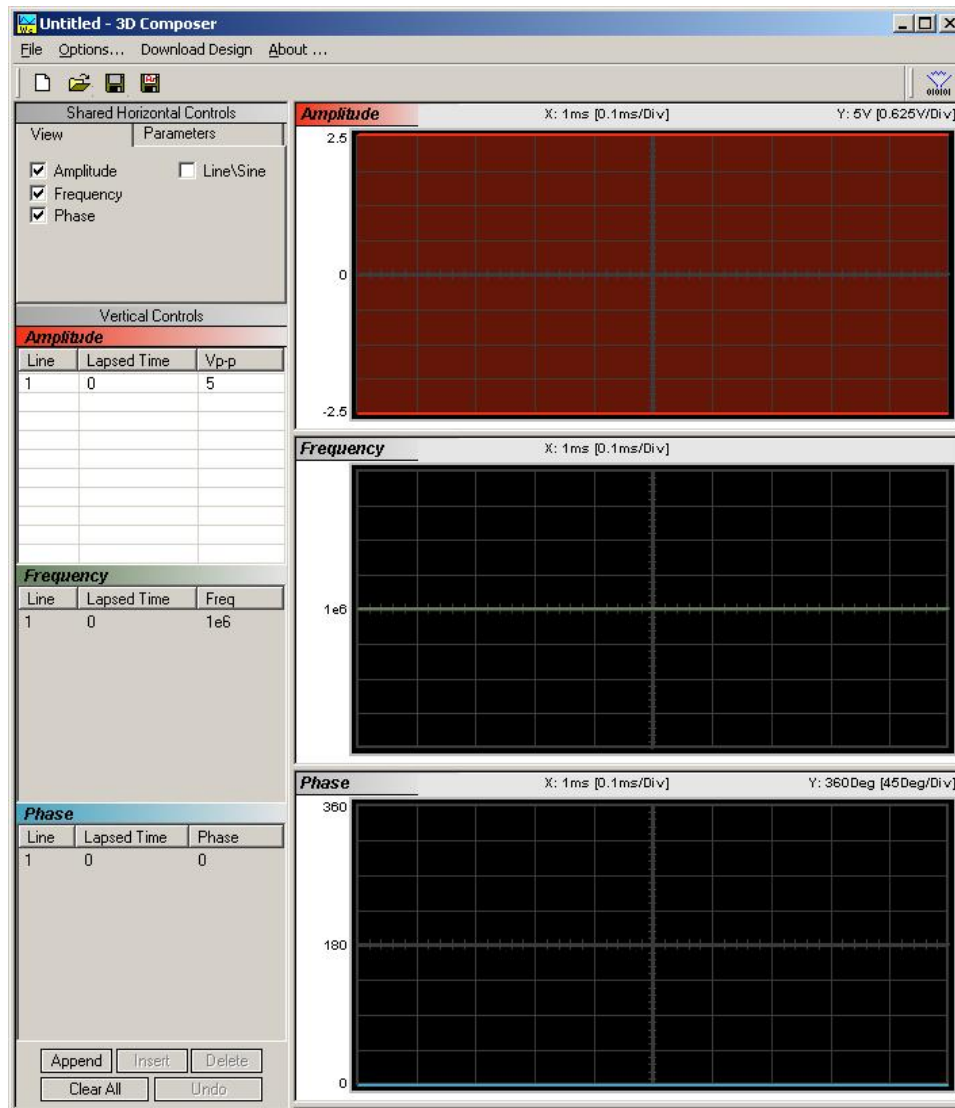 Untitled - 3D Composer
File Options... Download Design About ...
Shared Horizontal Controls
View Parameters
Amplitude Line\Sine
Frequency
Phase
Vertical Controls
Amplitude
Line Lapsed Time Vp-p
1 0 5
Frequency
Line Lapsed Time Freq
1 0 1e6
Phase
Line Lapsed Time Phase
1 0 0
Append Insert Delete
Clear All Undo
010101
Amplitude X: 1ms [0.1ms/Div] Y: 5V [0.625V/Div]
2.5
0
-2.5
Frequency X: 1ms [0.1ms/Div]
1e6
Phase X: 1ms [0.1ms/Div] Y: 360Deg [45Deg/Div]
360
180
0